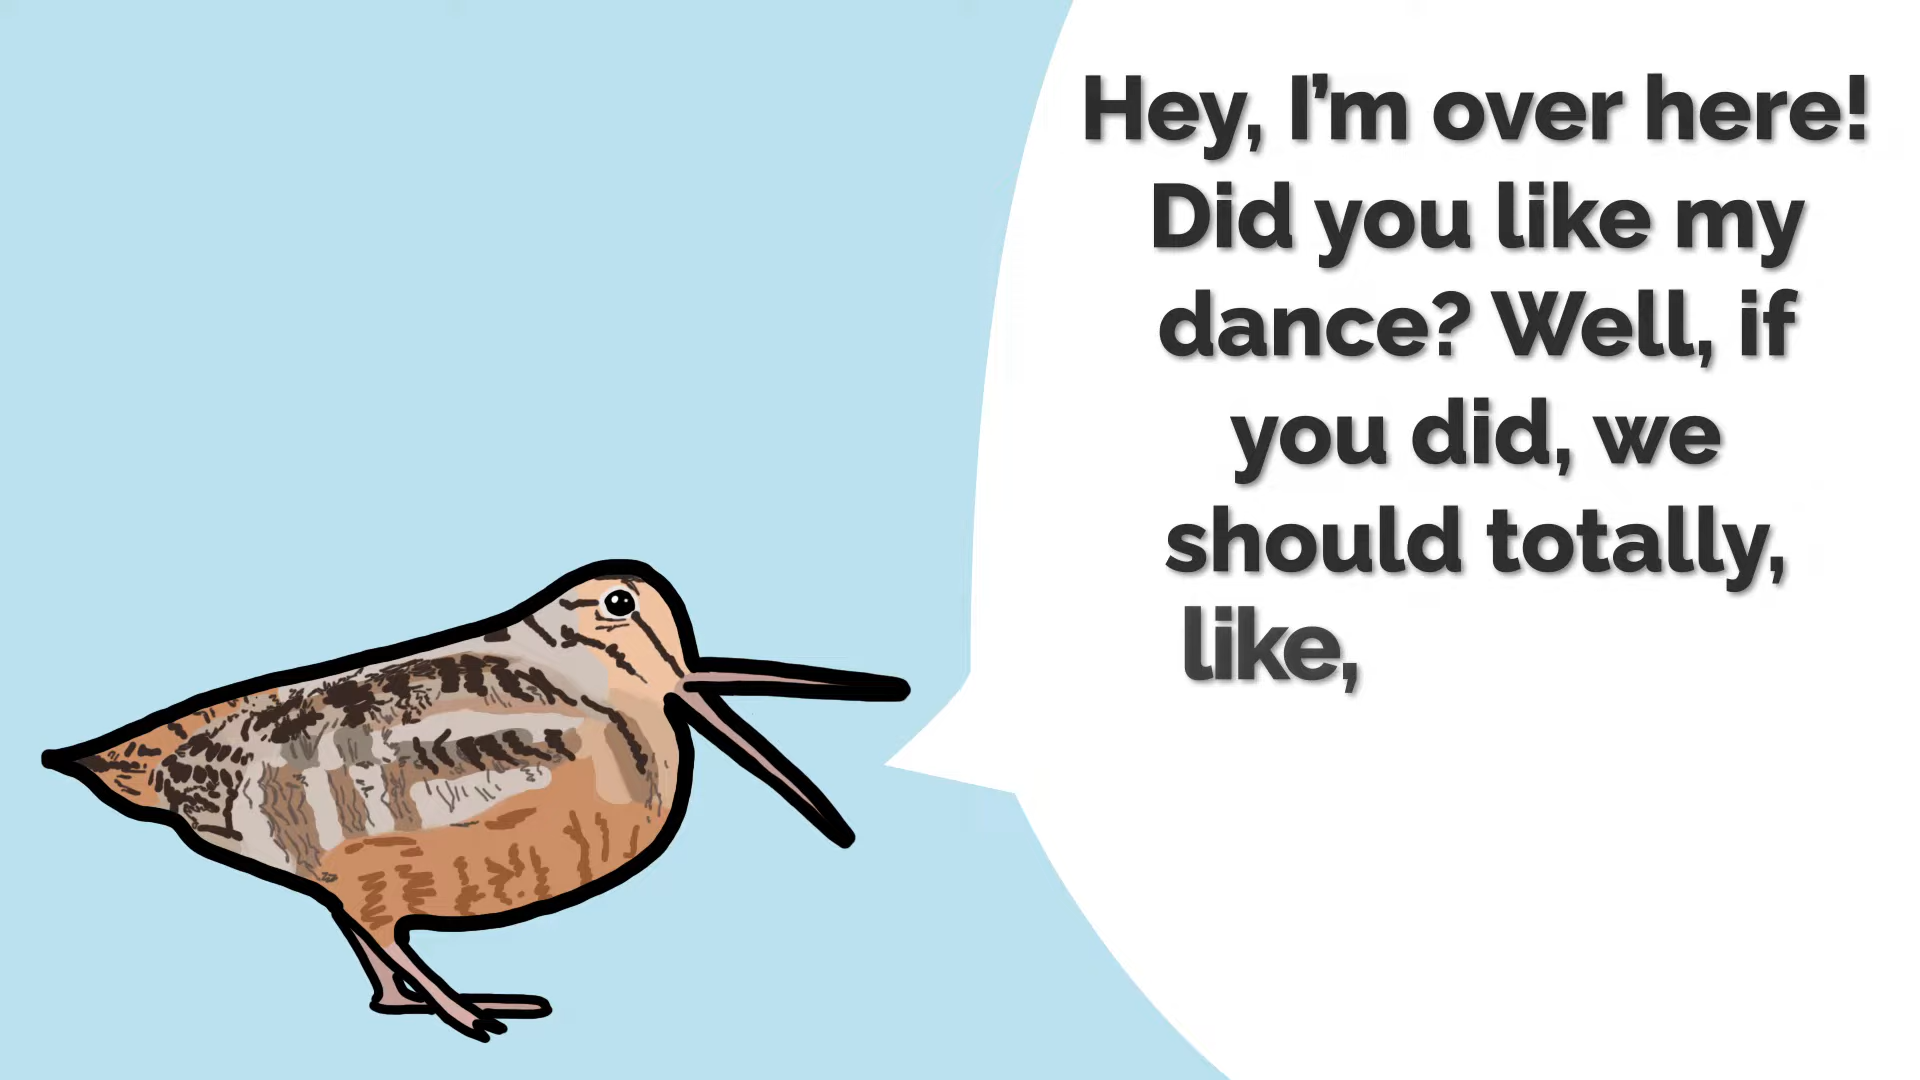 Hey, I’m over here!
Did you like my
dance? Well, if
you did, we
should totally,
like,